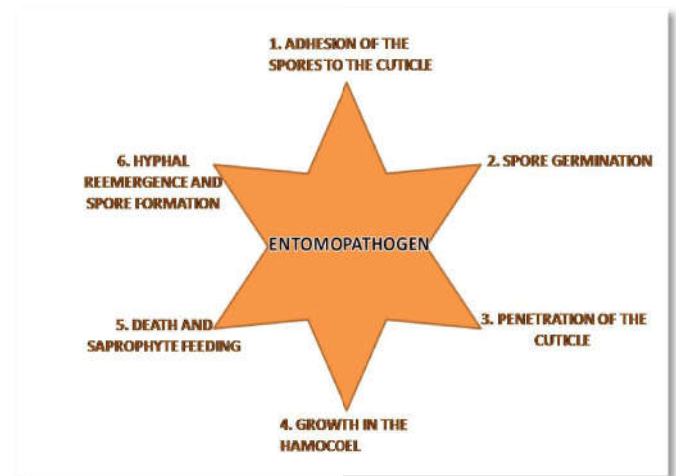 1. ADHESION OF THE
SPORES TO THE CUTICLE
2. SPORE GERMINATION
3. PENETRATION OF THE
CUTICLE
4. GROWTH IN THE
HAMOCOEL
5. DEATH AND
SAPROPHYTE FEEDING
6. HYPHAL
REEMERGENCE AND
SPORE FORMATION
ENTOMOPATHOGEN